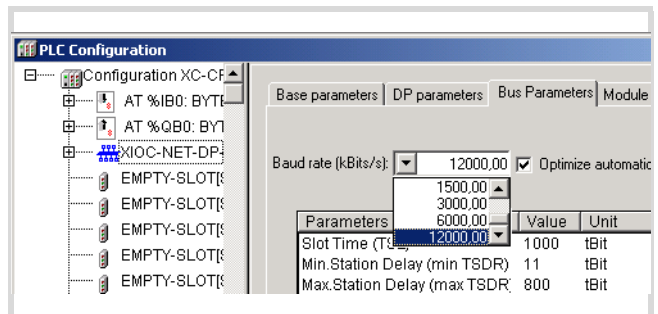 PLC Configuration
Configuration XC-CF
AT %IB0: BYTE
AT %QB0: BYT
XIOC-NET-DP-
EMPTY-SLOT[S
EMPTY-SLOT[S
EMPTY-SLOT[S
EMPTY-SLOT[S
EMPTY-SLOT[S
Base parameters DP parameters Bus Parameters Module
Baud rate (kBits/s): 12000,00 Optimize automatic
1500,00
3000,00
6000,00
12000,00
Parameters Value Unit
Slot Time (TSL) 1000 tBit
Min.Station Delay (min TSDR) 11 tBit
Max.Station Delay (max TSDR) 800 tBit